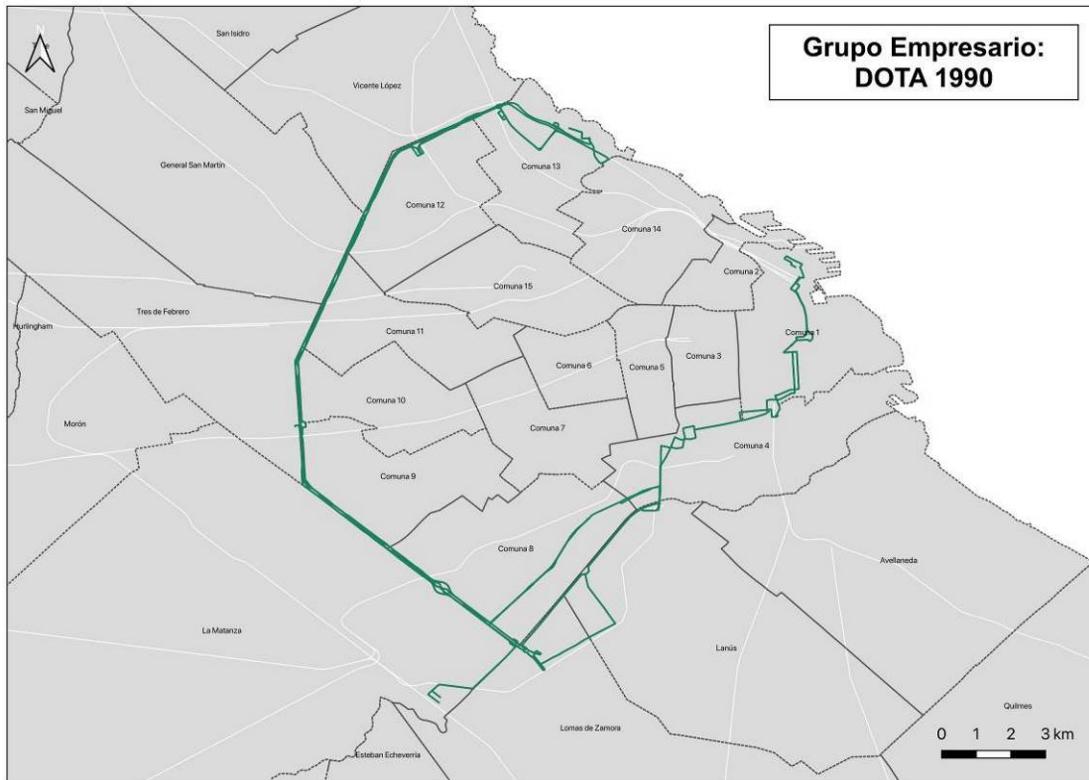 Grupo Empresario:
DOTA 1990
N
San Isidro
Vicente López
San Miguel
General San Martín
Comuna 13
Comuna 12
Comuna 14
Comuna 2
Comuna 15
Tres de Febrero
Hurlingham
Comuna 11
Comuna 1
Comuna 6
Comuna 5
Comuna 3
Comuna 10
Morón
Comuna 7
Comuna 4
Comuna 9
Comuna 8
Avellaneda
La Matanza
Lanús
Quilmes
Lomas de Zamora
Esteban Echeverría
0 1 2 3 km